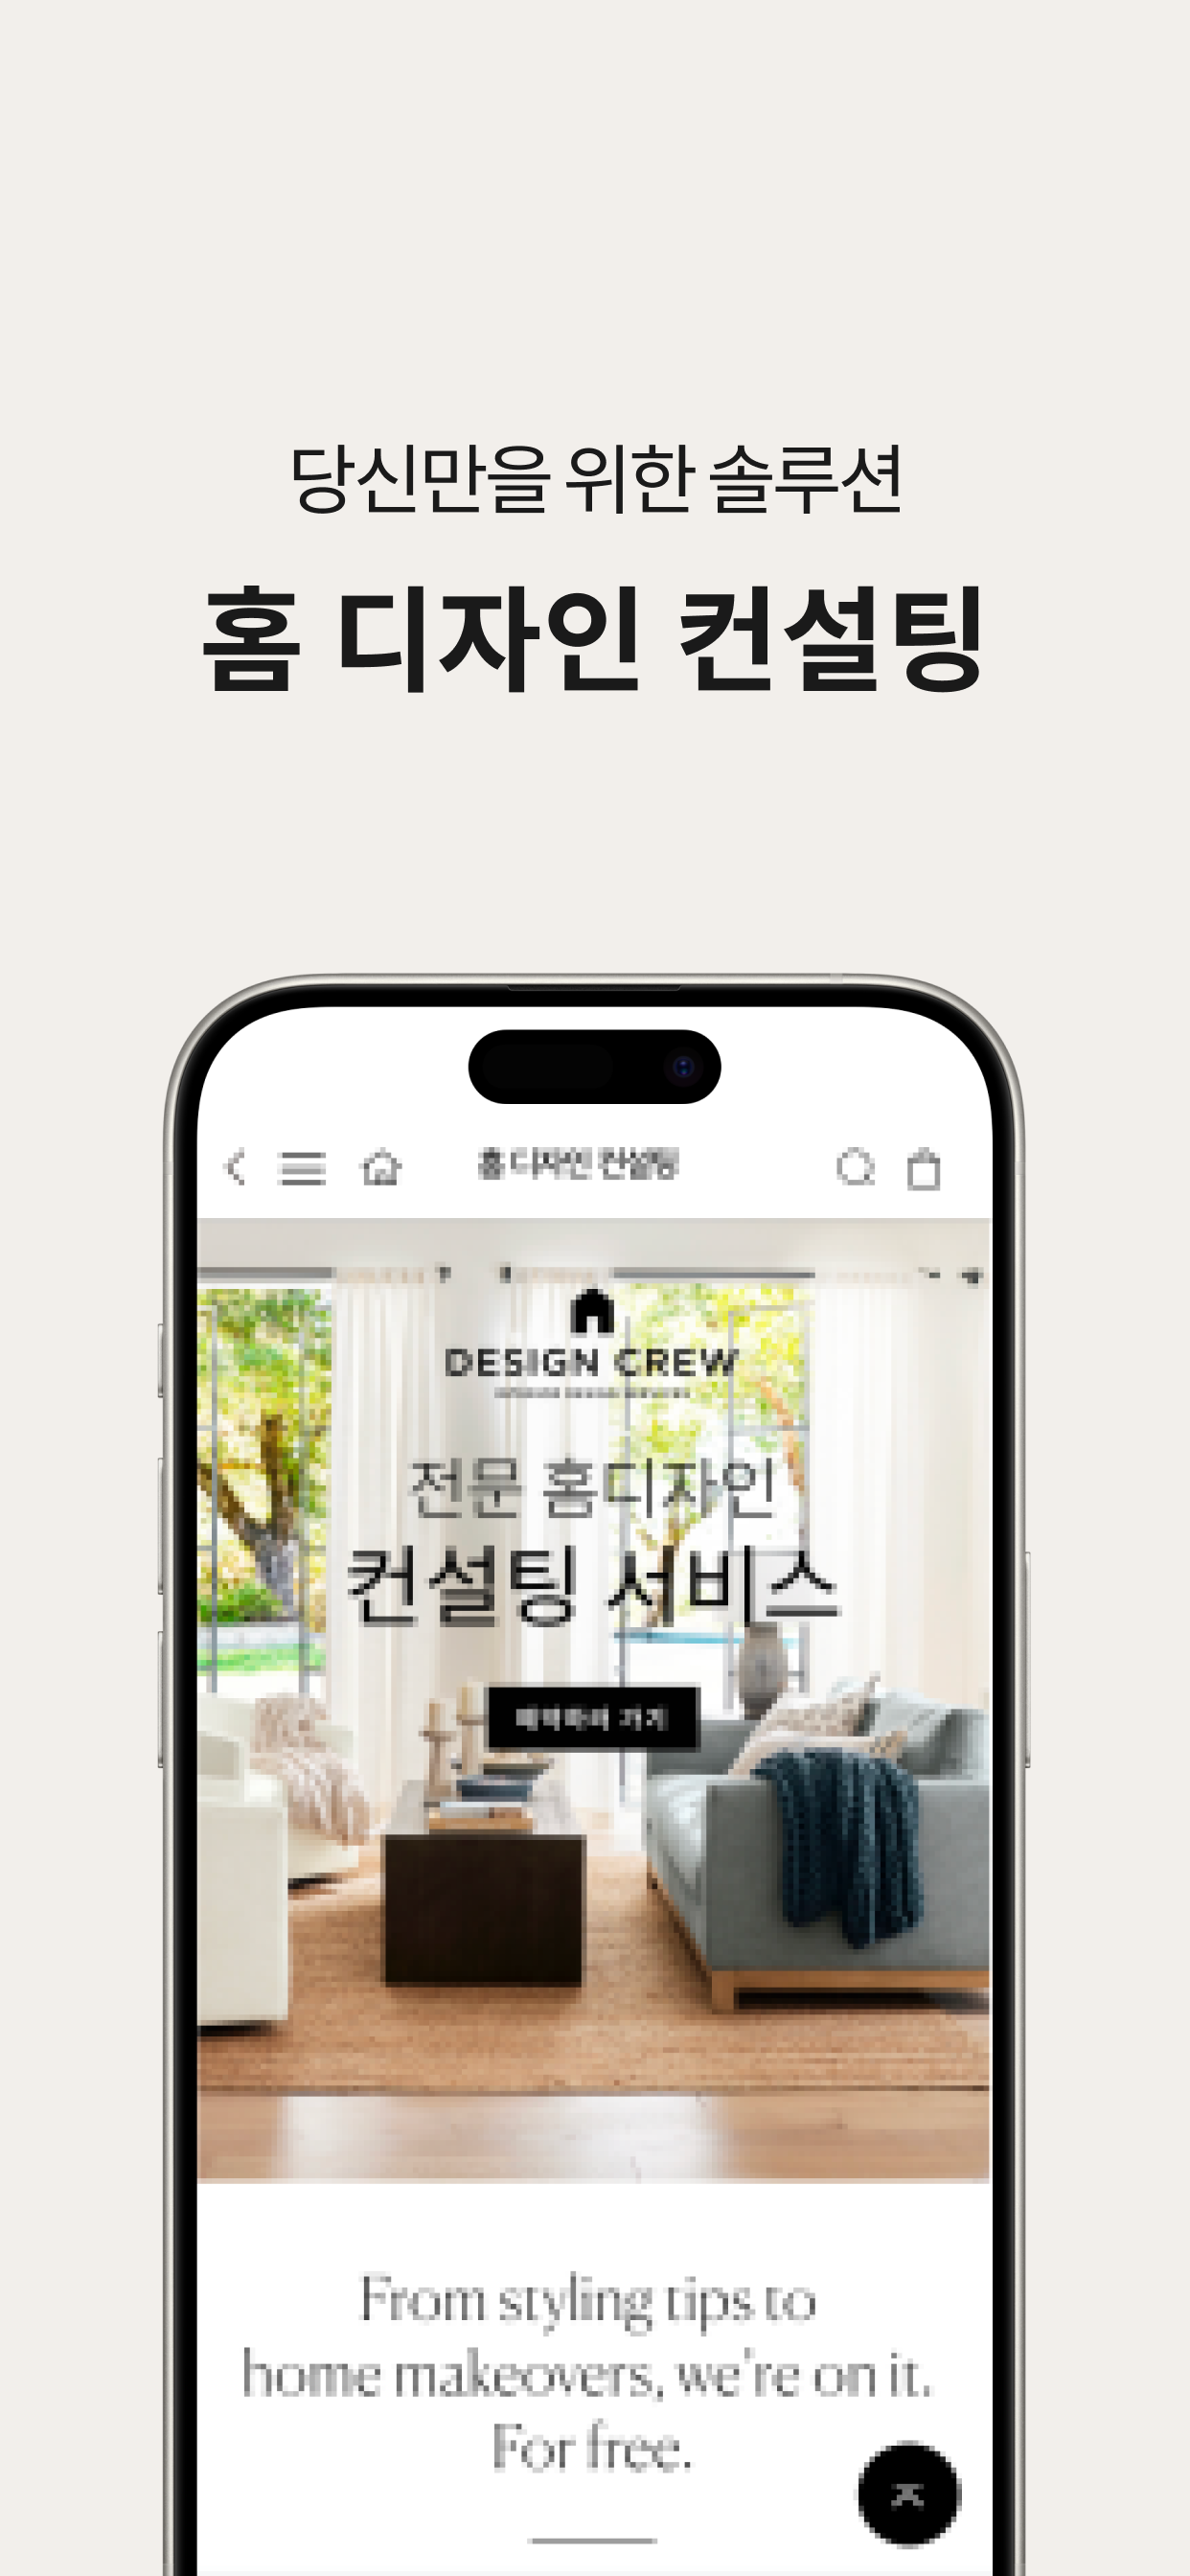 당신만을 위한 솔루션
홈 디자인 컨설팅
홈 디자인 컨설팅
DESIGN CREW
전문 홈디자인
컨설팅 서비스
From styling tips to
home makeovers, we're on it.
For free.